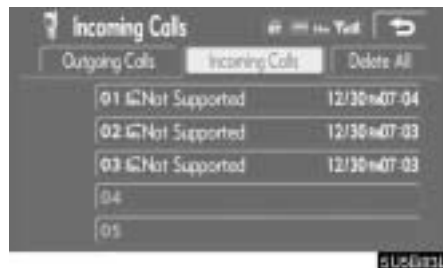 Incoming Calls
Outgoing Calls Incoming Calls Delete All
01 Not Supported 12/30 07:04
02 Not Supported 12/30 07:03
03 Not Supported 12/30 07:03
04
05